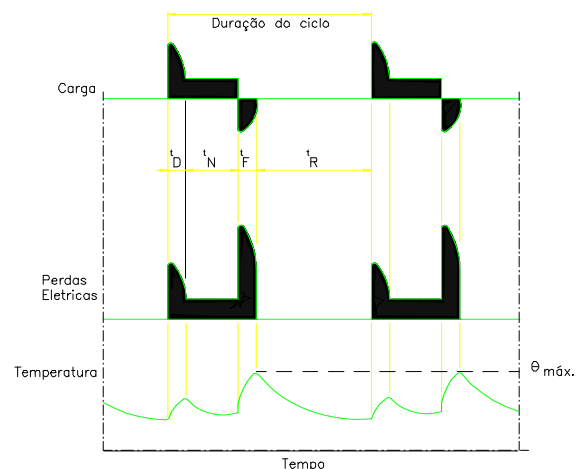 Duração do ciclo
Carga
tD tN tF tR
Perdas
Eletricas
Temperatura
θ máx.
Tempo